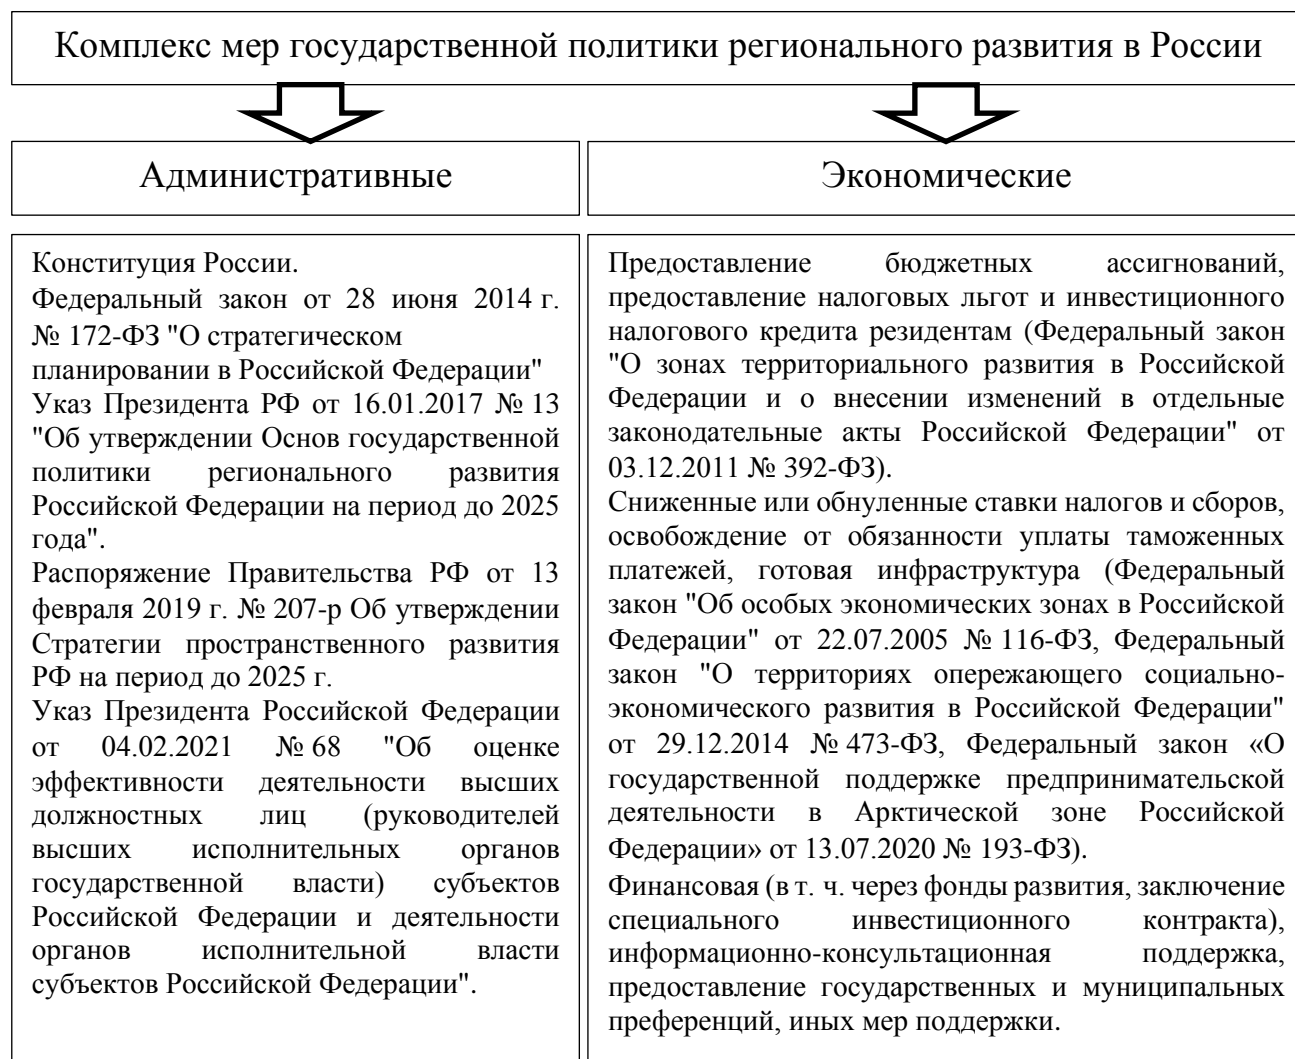 Комплекс мер государственной политики регионального развития в России
Административные
Экономические
Конституция России.
Федеральный закон от 28 июня 2014 г.
№ 172-ФЗ "О стратегическом
планировании в Российской Федерации"
Указ Президента РФ от 16.01.2017 № 13
"Об утверждении Основ государственной
политики регионального развития
Российской Федерации на период до 2025
года".
Распоряжение Правительства РФ от 13
февраля 2019 г. № 207-р Об утверждении
Стратегии пространственного развития
РФ на период до 2025 г.
Указ Президента Российской Федерации
от 04.02.2021 № 68 "Об оценке
эффективности деятельности высших
должностных лиц (руководителей
высших исполнительных органов
государственной власти) субъектов
Российской Федерации и деятельности
органов исполнительной власти
субъектов Российской Федерации".
Предоставление бюджетных ассигнований,
предоставление налоговых льгот и инвестиционного
налогового кредита резидентам (Федеральный закон
"О зонах территориального развития в Российской
Федерации и о внесении изменений в отдельные
законодательные акты Российской Федерации" от
03.12.2011 № 392-ФЗ).
Сниженные или обнуленные ставки налогов и сборов,
освобождение от обязанности уплаты таможенных
платежей, готовая инфраструктура (Федеральный
закон "Об особых экономических зонах в Российской
Федерации" от 22.07.2005 № 116-ФЗ, Федеральный
закон "О территориях опережающего социально-
экономического развития в Российской Федерации"
от 29.12.2014 № 473-ФЗ, Федеральный закон «О
государственной поддержке предпринимательской
деятельности в Арктической зоне Российской
Федерации» от 13.07.2020 № 193-ФЗ).
Финансовая (в т. ч. через фонды развития, заключение
специального инвестиционного контракта),
информационно-консультационная поддержка,
предоставление государственных и муниципальных
преференций, иных мер поддержки.